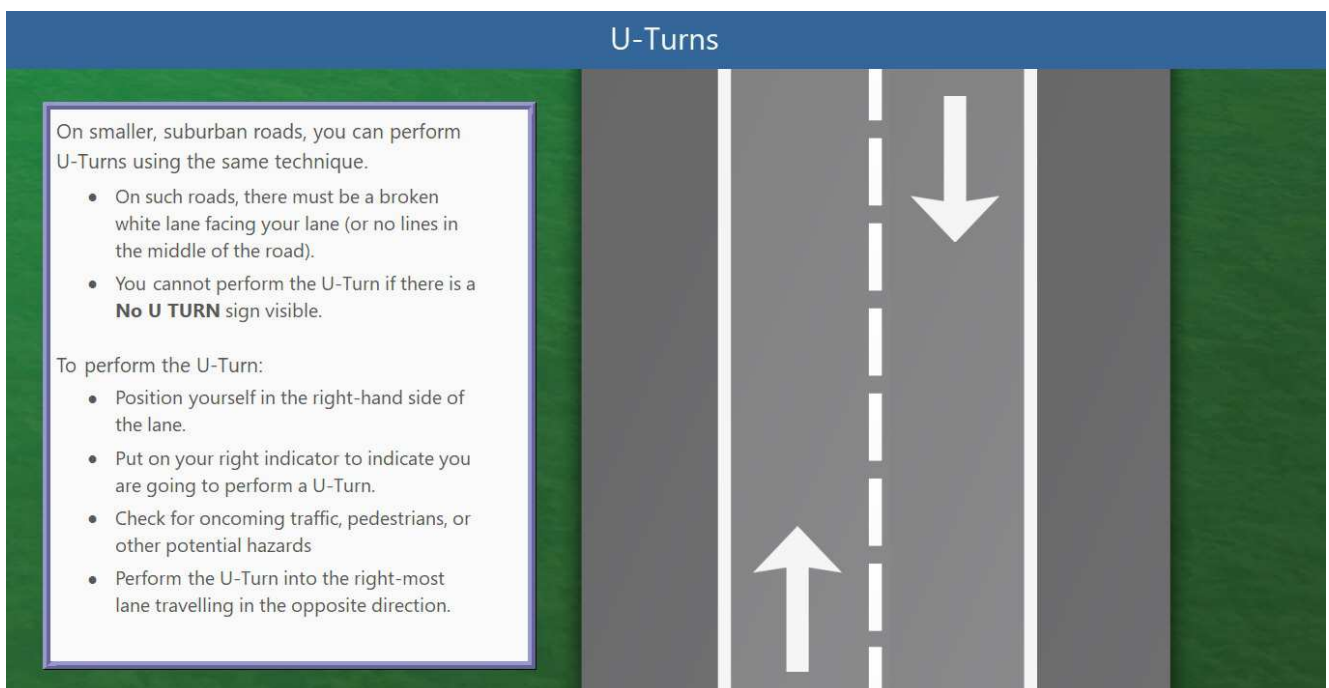 U-Turns
On smaller, suburban roads, you can perform
U-Turns using the same technique.
● On such roads, there must be a broken
white lane facing your lane (or no lines in
the middle of the road).
● You cannot perform the U-Turn if there is a
No U TURN sign visible.
To perform the U-Turn:
● Position yourself in the right-hand side of
the lane.
● Put on your right indicator to indicate you
are going to perform a U-Turn.
● Check for oncoming traffic, pedestrians, or
other potential hazards
● Perform the U-Turn into the right-most
lane travelling in the opposite direction.